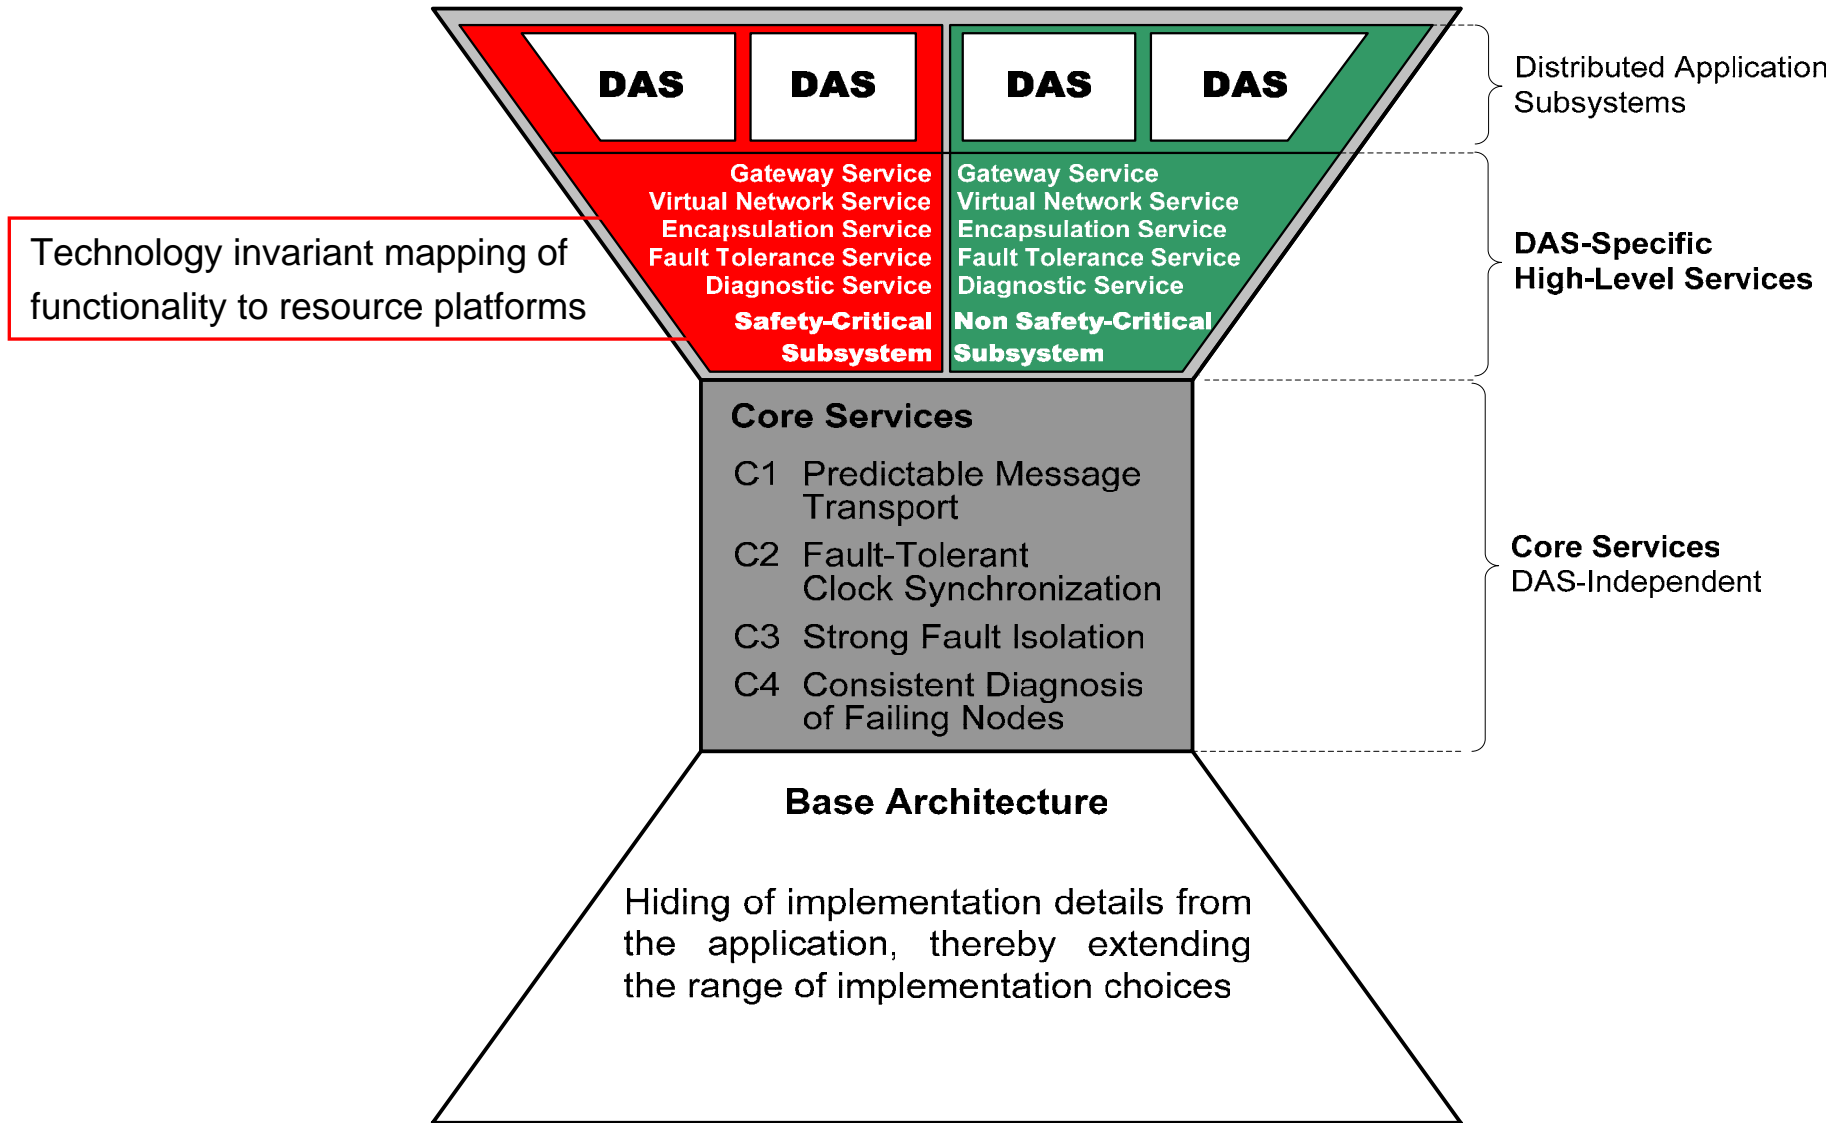 DAS
DAS
DAS
DAS
Distributed Application
Subsystems
Gateway Service
Virtual Network Service
Encapsulation Service
Fault Tolerance Service
Diagnostic Service
Safety-Critical
Subsystem
Gateway Service
Virtual Network Service
Encapsulation Service
Fault Tolerance Service
Diagnostic Service
Non Safety-Critical
Subsystem
Technology invariant mapping of
functionality to resource platforms
DAS-Specific
High-Level Services
Core Services
C1 Predictable Message
Transport
C2 Fault-Tolerant
Clock Synchronization
C3 Strong Fault Isolation
C4 Consistent Diagnosis
of Failing Nodes
Core Services
DAS-Independent
Base Architecture
Hiding of implementation details from
the application, thereby extending
the range of implementation choices